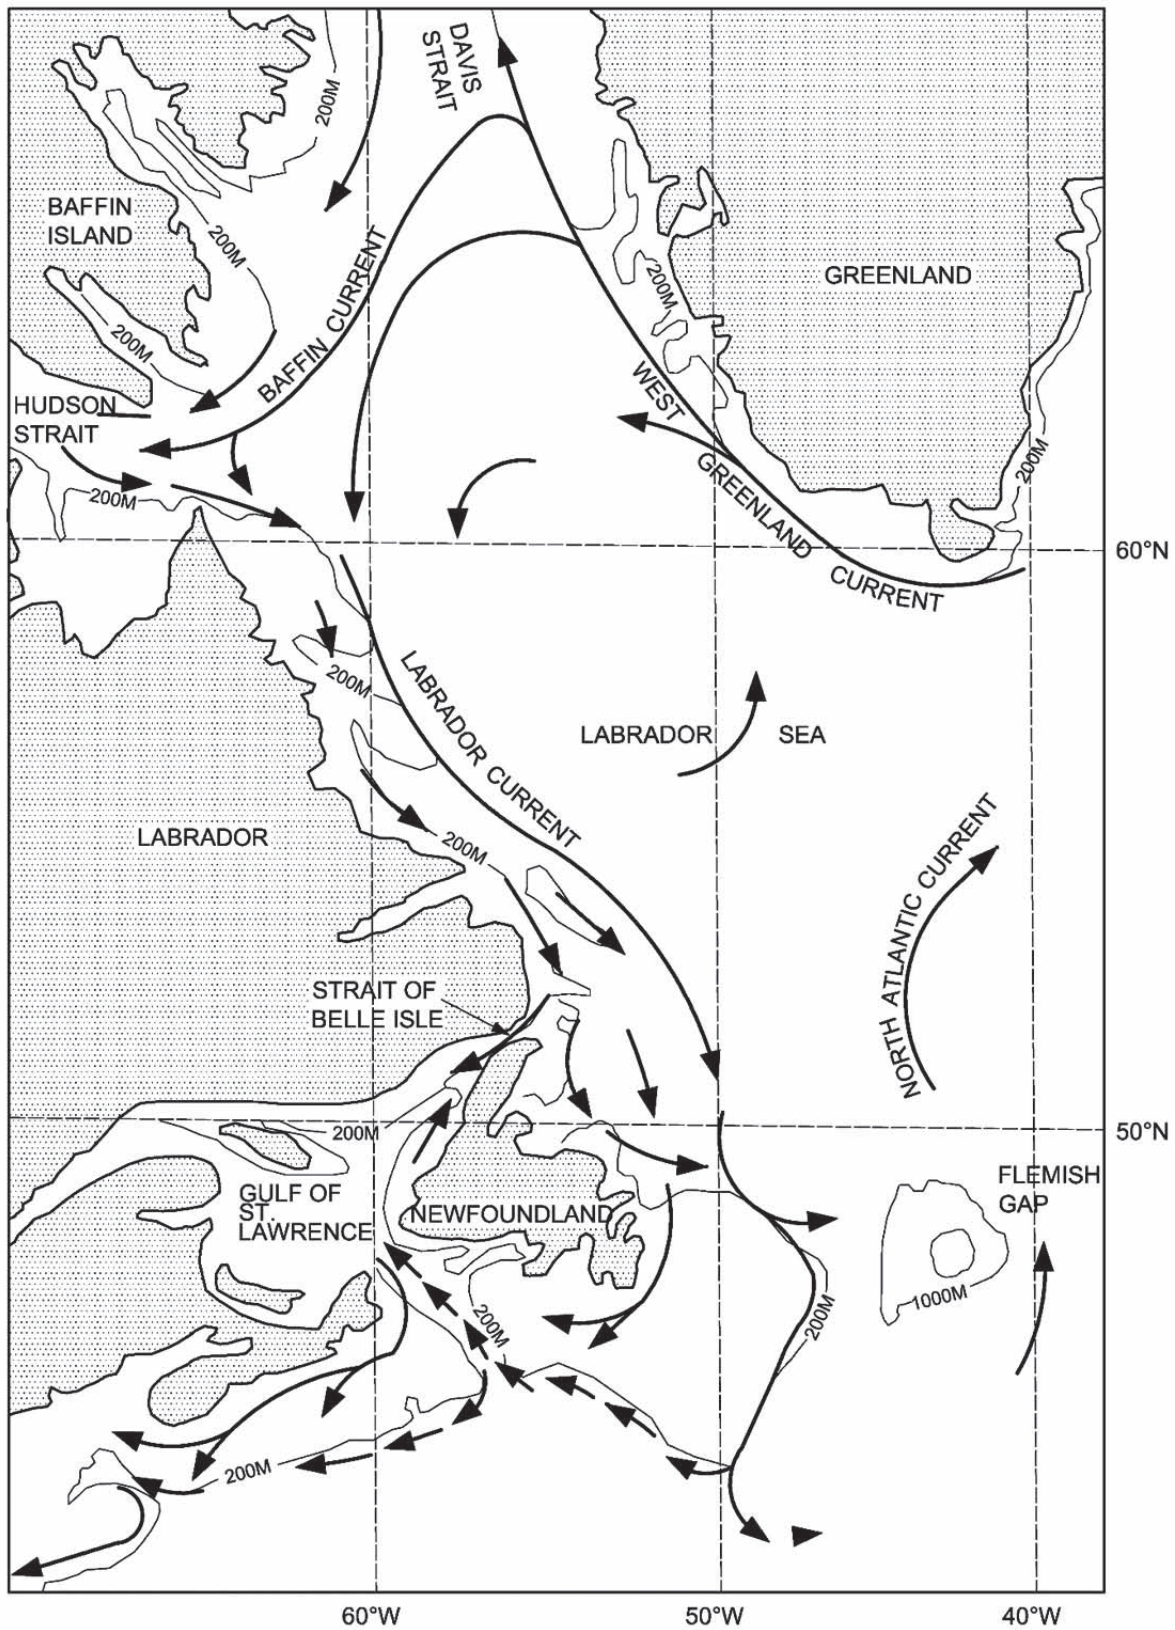 DAVIS
STRAIT
200M
BAFFIN
ISLAND
200M
BAFFIN CURRENT
200M
GREENLAND
200M
HUDSON
STRAIT
WEST
GREENLAND
CURRENT
200M
200M
60°N
200M
LABRADOR CURRENT
LABRADOR SEA
LABRADOR
200M
NORTH ATLANTIC CURRENT
STRAIT OF
BELLE ISLE
200M
50°N
FLEMISH
GAP
GULF OF
ST.
LAWRENCE
NEWFOUNDLAND
1000M
200M
200M
200M
60°W 50°W 40°W